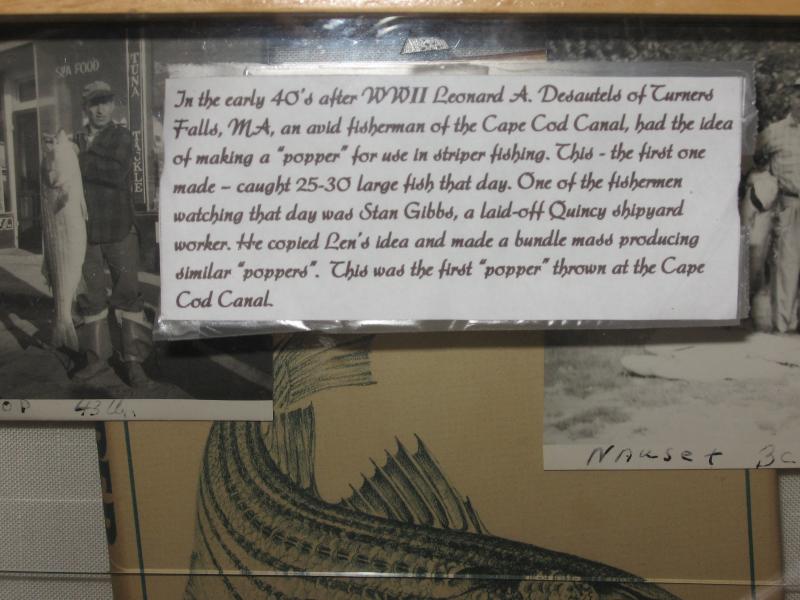 SPA FOOD
TUNA
TACKLE
In the early 40's after WWII Leonard A. Desautels of Turners
Falls, MA, an avid fisherman of the Cape Cod Canal, had the idea
of making a "popper" for use in striper fishing. This - the first one
made – caught 25-30 large fish that day. One of the fishermen
watching that day was Stan Gibbs, a laid-off Quincy shipyard
worker. He copied Len's idea and made a bundle mass producing
similar "poppers". This was the first "popper" thrown at the Cape
Cod Canal.
43 lb.
Nauset